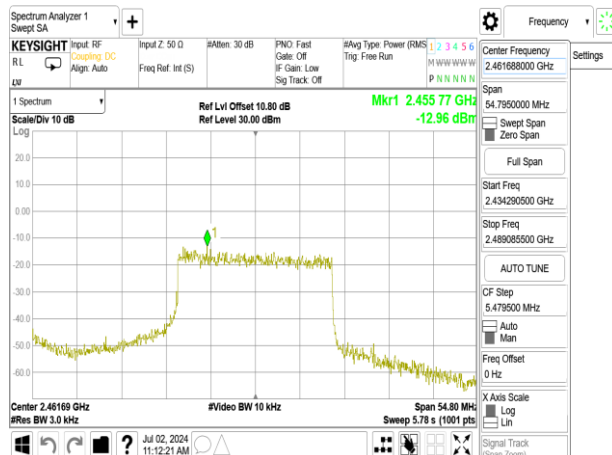 Spectrum Analyzer 1
Swept SA
Frequency
KEYSIGHT
Input: RF
Coupling: DC
Align: Auto
Input Z: 50 Ω
Freq Ref: Int (S)
#Atten: 30 dB
PNO: Fast
Gate: Off
IF Gain: Low
Sig Track: Off
#Avg Type: Power (RMS
Trig: Free Run
1 2 3 4 5 6
M W W W W W
P N N N N N
RL
LXI
Settings
1 Spectrum
Scale/Div 10 dB
Log
Ref Lvl Offset 10.80 dB
Ref Level 30.00 dBm
Mkr1 2.455 77 GHz
-12.96 dBm
20.0
10.0
0.00
-10.0
-20.0
-30.0
-40.0
-50.0
-60.0
1
Center 2.46169 GHz
#Res BW 3.0 kHz
#Video BW 10 kHz
Span 54.80 MHz
Sweep 5.78 s (1001 pts
Center Frequency
2.461688000 GHz
Span
54.7950000 MHz
Swept Span
Zero Span
Full Span
Start Freq
2.434290500 GHz
Stop Freq
2.489085500 GHz
AUTO TUNE
CF Step
5.479500 MHz
Auto
Man
Freq Offset
0 Hz
X Axis Scale
Log
Lin
Signal Track
(Span Zoom)
?
Jul 02, 2024
11:12:21 AM